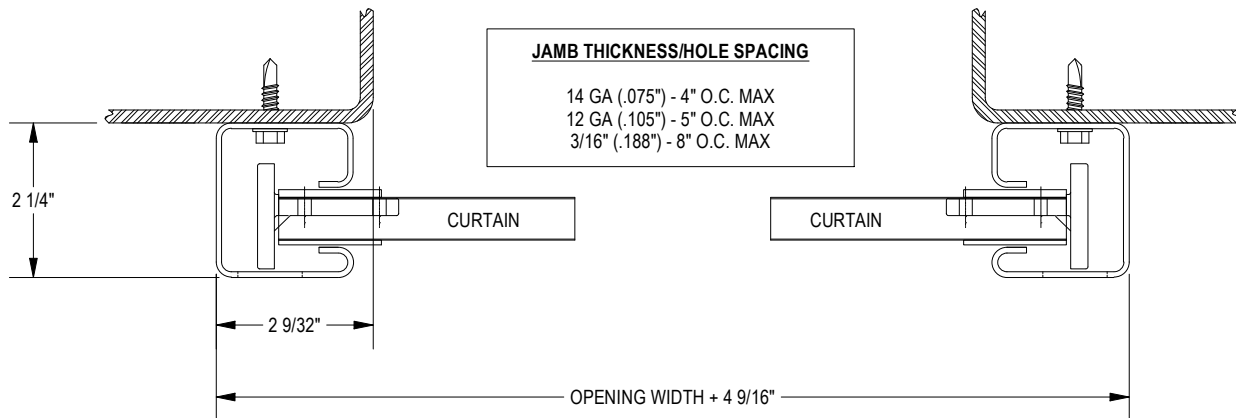 JAMB THICKNESS/HOLE SPACING
14 GA (.075") - 4" O.C. MAX
12 GA (.105") - 5" O.C. MAX
3/16" (.188") - 8" O.C. MAX
2 1/4"
CURTAIN
CURTAIN
2 9/32"
OPENING WIDTH + 4 9/16"